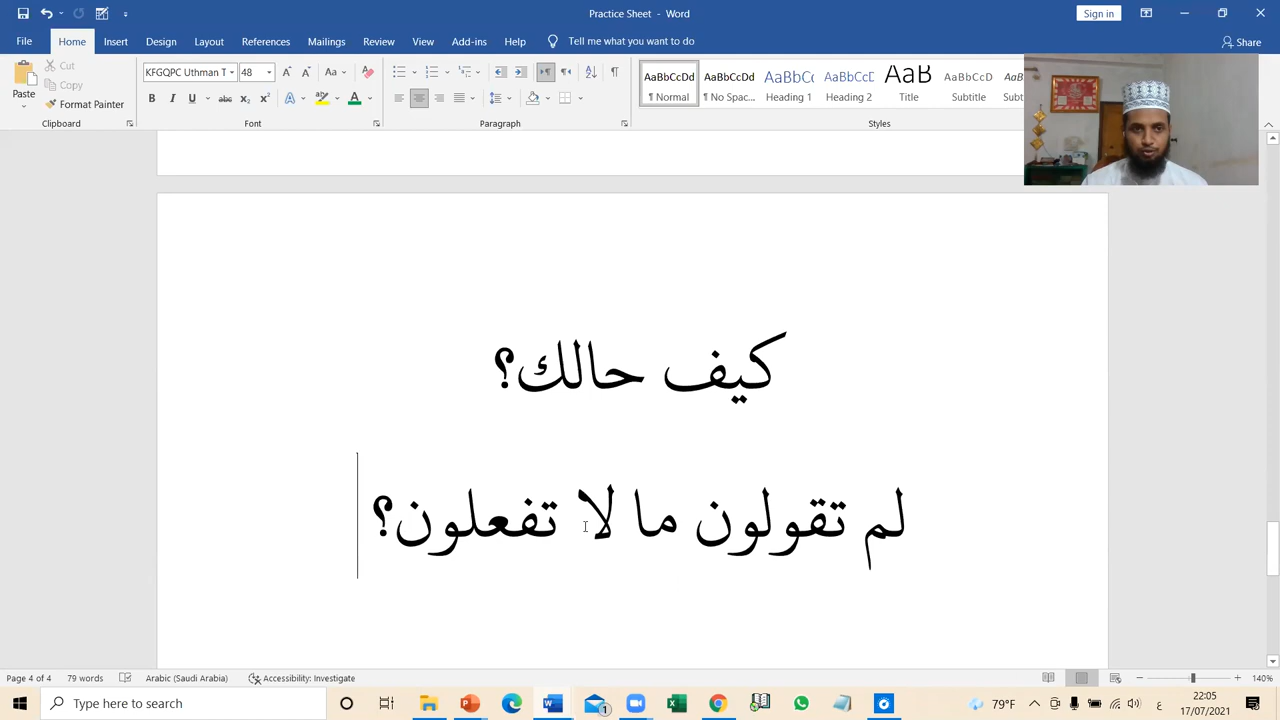 Practice Sheet - Word
Sign in
File Home Insert Design Layout References Mailings Review View Add-ins Help Tell me what you want to do
Share
Paste
Cut
Copy
Format Painter
Clipboard
KFGQPC Uthman T 48
Font
Paragraph
AaBbCcDd AaBbCcDd AaBbC( AaBbCcD AaB AaBbCcD
¶ Normal ¶ No Spac... Heading 1 Heading 2 Title Subtitle
Styles
كيف حالك؟
لم تقولون ما لا تفعلون؟
Page 4 of 4 79 words Arabic (Saudi Arabia) Accessibility: Investigate
140%
Type here to search
79°F
ع
22:05
17/07/2021